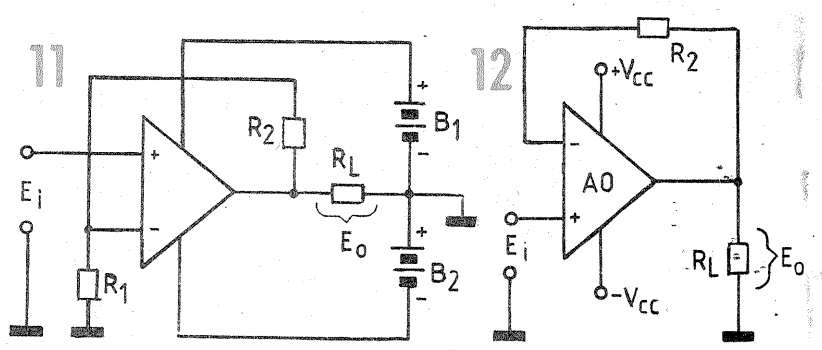 11
+
B1
-
R2
RL
+
Ei
-
Eo
+
B2
-
R1
12
R2
+VCC
-
AO
+
Ei
RL
Eo
-VCC